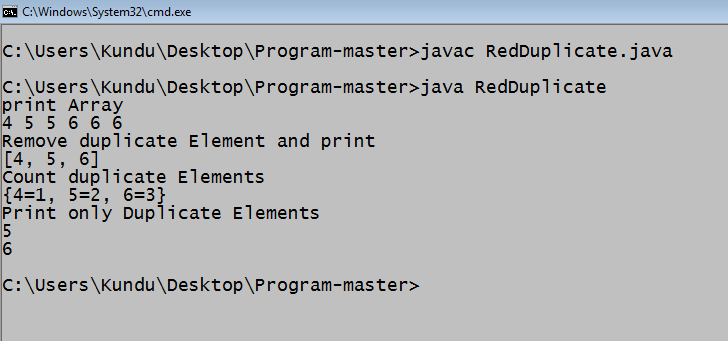 C:\Windows\System32\cmd.exe
C:\Users\Kundu\Desktop\Program-master>javac RedDuplicate.java
C:\Users\Kundu\Desktop\Program-master>java RedDuplicate
print Array
4 5 5 6 6 6
Remove duplicate Element and print
[4, 5, 6]
Count duplicate Elements
{4=1, 5=2, 6=3}
Print only Duplicate Elements
5
6
C:\Users\Kundu\Desktop\Program-master>